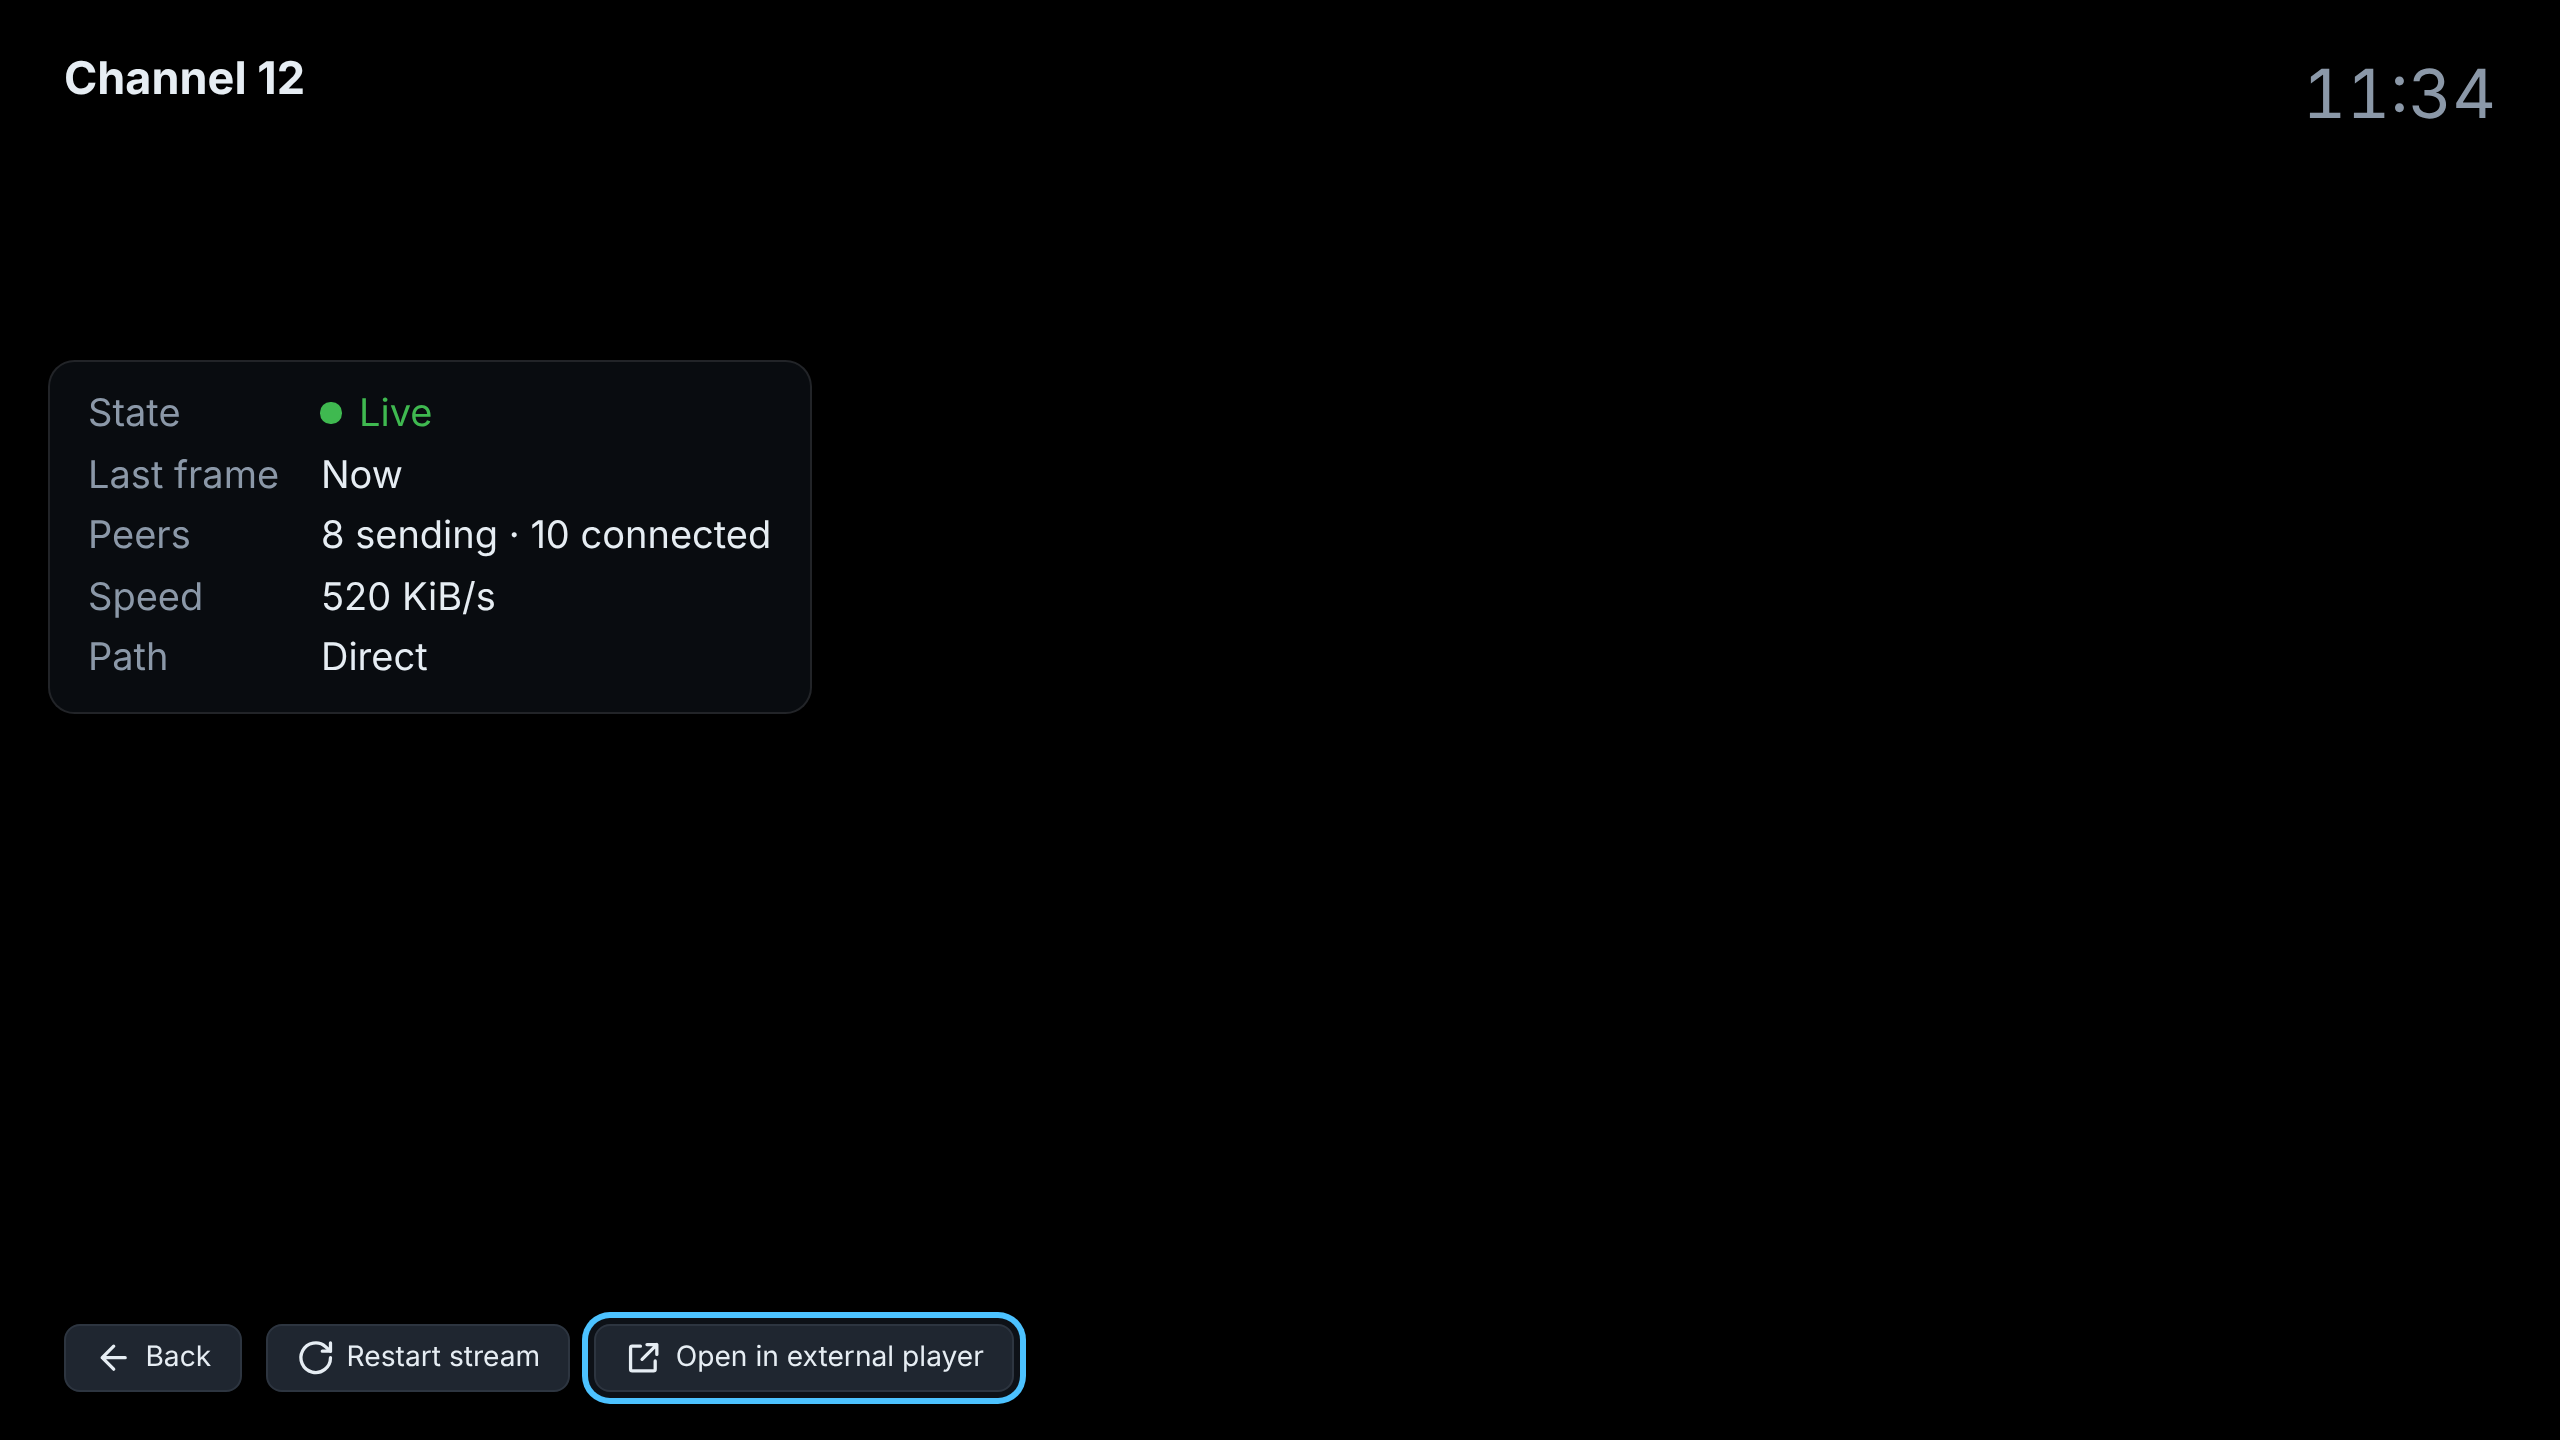 Channel 12
11:34
State Live
Last frame Now
Peers 8 sending · 10 connected
Speed 520 KiB/s
Path Direct
Back Restart stream Open in external player